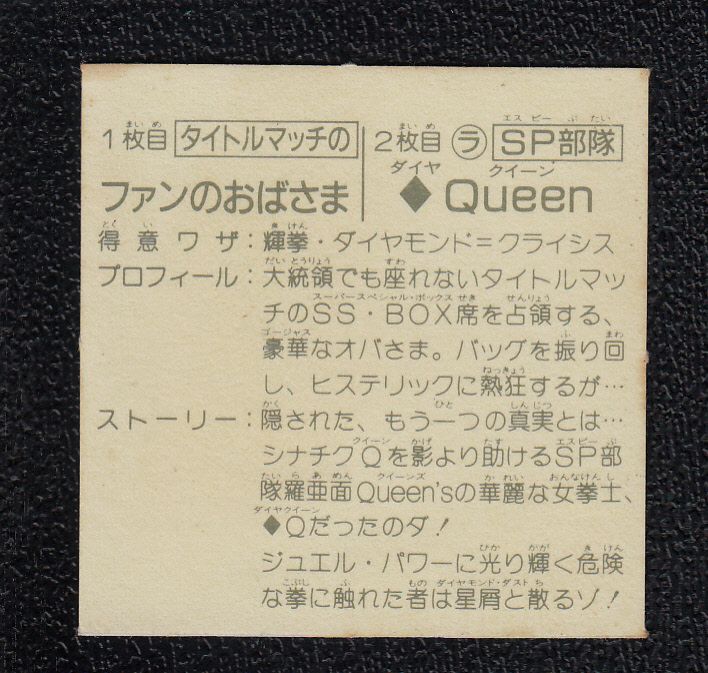 1枚目 タイトルマッチの
ファンのおばさま
2枚目 ㋶ SP部隊
◆Queen
得意ワザ:輝拳・ダイヤモンド=クライシス
プロフィール:大統領でも座れないタイトルマッ
チのSS・BOX席を占領する、
豪華なオバさま。バッグを振り回
し、ヒステリックに熱狂するが…
ストーリー:隠された、もう一つの真実とは…
シナチクQを影より助けるSP部
隊羅亜面Queen'sの華麗な女拳士、
◆Qだったのダ!
ジュエル・パワーに光り輝く危険
な拳に触れた者は星屑と散るゾ!